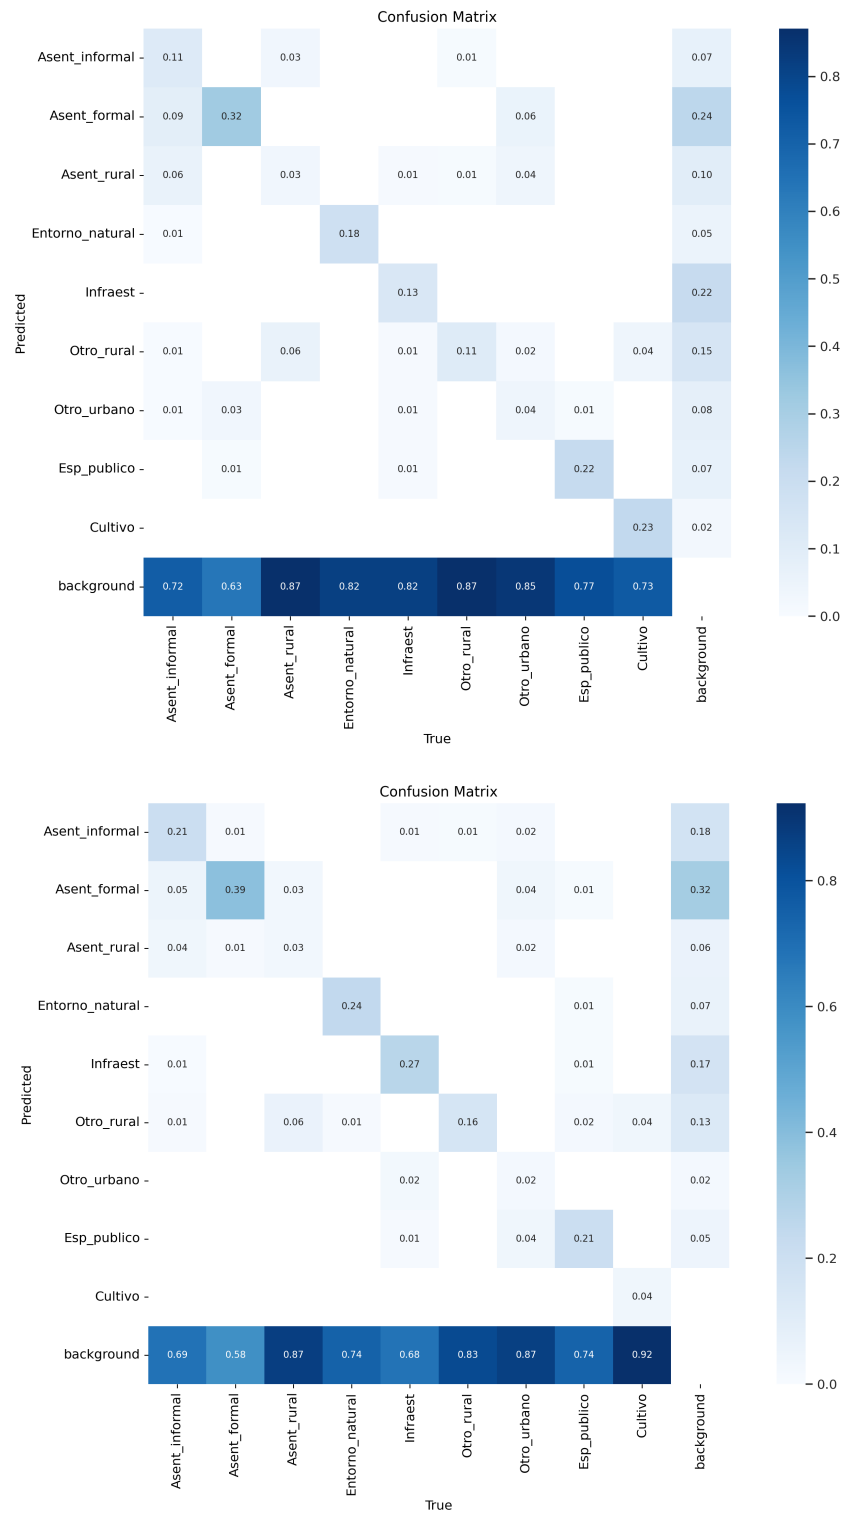 Confusion Matrix
Asent_informal 0.11 0.03 0.01 0.07
0.8
Asent_formal 0.09 0.32 0.06 0.24
0.7
Asent_rural 0.06 0.03 0.01 0.01 0.04 0.10
0.6
Entorno_natural 0.01 0.18 0.05
0.5
Infraest 0.13 0.22
Predicted
0.4
Otro_rural 0.01 0.06 0.01 0.11 0.02 0.04 0.15
0.3
Otro_urbano 0.01 0.03 0.01 0.04 0.01 0.08
Esp_publico 0.01 0.01 0.22 0.07
0.2
Cultivo 0.23 0.02
0.1
background 0.72 0.63 0.87 0.82 0.82 0.87 0.85 0.77 0.73
0.0
Asent_informal
Asent_formal
Asent_rural
Entorno_natural
Infraest
Otro_rural
Otro_urbano
Esp_publico
Cultivo
background
True
Confusion Matrix
Asent_informal 0.21 0.01 0.01 0.01 0.02 0.18
Asent_formal 0.05 0.39 0.03 0.04 0.01 0.32
0.8
Asent_rural 0.04 0.01 0.03 0.02 0.06
Entorno_natural 0.24 0.01 0.07
0.6
Infraest 0.01 0.27 0.01 0.17
Predicted
Otro_rural 0.01 0.06 0.01 0.16 0.02 0.04 0.13
0.4
Otro_urbano 0.02 0.02 0.02
Esp_publico 0.01 0.04 0.21 0.05
0.2
Cultivo 0.04
background 0.69 0.58 0.87 0.74 0.68 0.83 0.87 0.74 0.92
0.0
Asent_informal
Asent_formal
Asent_rural
Entorno_natural
Infraest
Otro_rural
Otro_urbano
Esp_publico
Cultivo
background
True